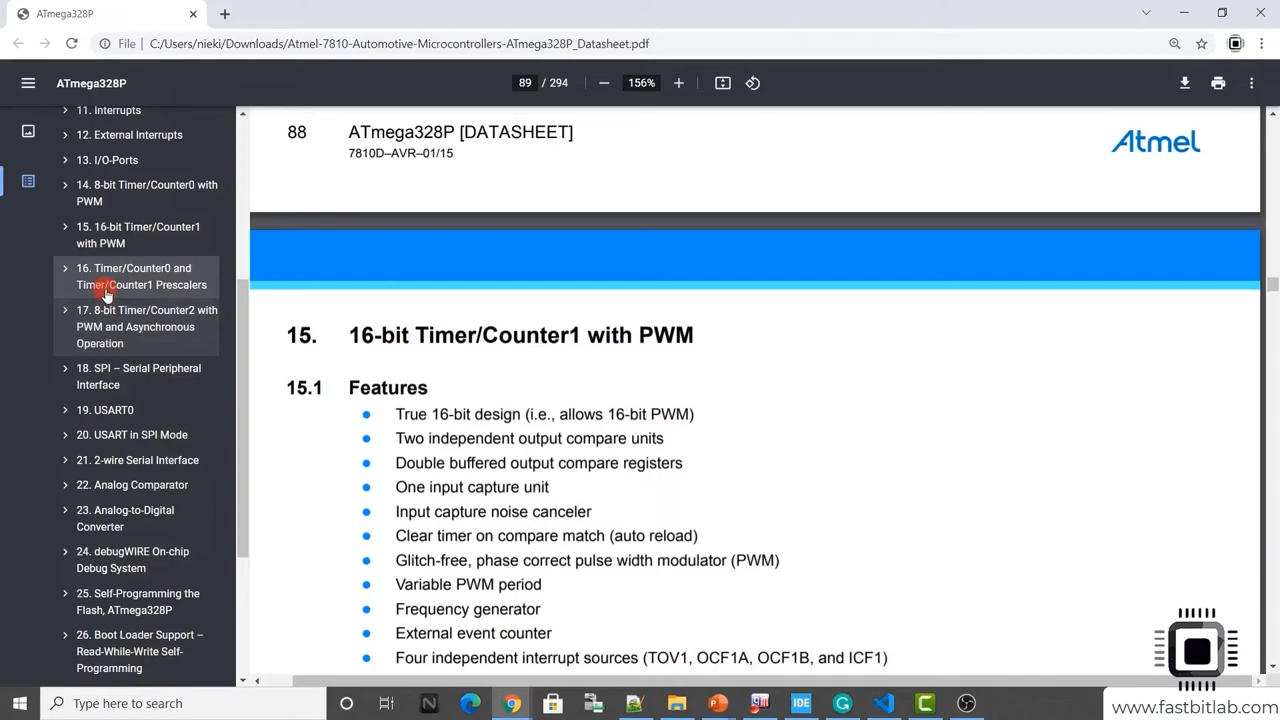 ATmega328P
File
C:/Users/nieki/Downloads/Atmel-7810-Automotive-Microcontrollers-ATmega328P_Datasheet.pdf
ATmega328P
89 / 294
156%
11. Interrupts
12. External Interrupts
13. I/O-Ports
14. 8-bit Timer/Counter0 with
PWM
15. 16-bit Timer/Counter1
with PWM
16. Timer/Counter0 and
Timer/Counter1 Prescalers
17. 8-bit Timer/Counter2 with
PWM and Asynchronous
Operation
18. SPI – Serial Peripheral
Interface
19. USART0
20. USART in SPI Mode
21. 2-wire Serial Interface
22. Analog Comparator
23. Analog-to-Digital
Converter
24. debugWIRE On-chip
Debug System
25. Self-Programming the
Flash, ATmega328P
26. Boot Loader Support –
Read-While-Write Self-
Programming
88 ATmega328P [DATASHEET]
7810D–AVR–01/15
Atmel
15. 16-bit Timer/Counter1 with PWM
15.1 Features
● True 16-bit design (i.e., allows 16-bit PWM)
● Two independent output compare units
● Double buffered output compare registers
● One input capture unit
● Input capture noise canceler
● Clear timer on compare match (auto reload)
● Glitch-free, phase correct pulse width modulator (PWM)
● Variable PWM period
● Frequency generator
● External event counter
● Four independent interrupt sources (TOV1, OCF1A, OCF1B, and ICF1)
Type here to search
IDE
www.fastbitlab.com